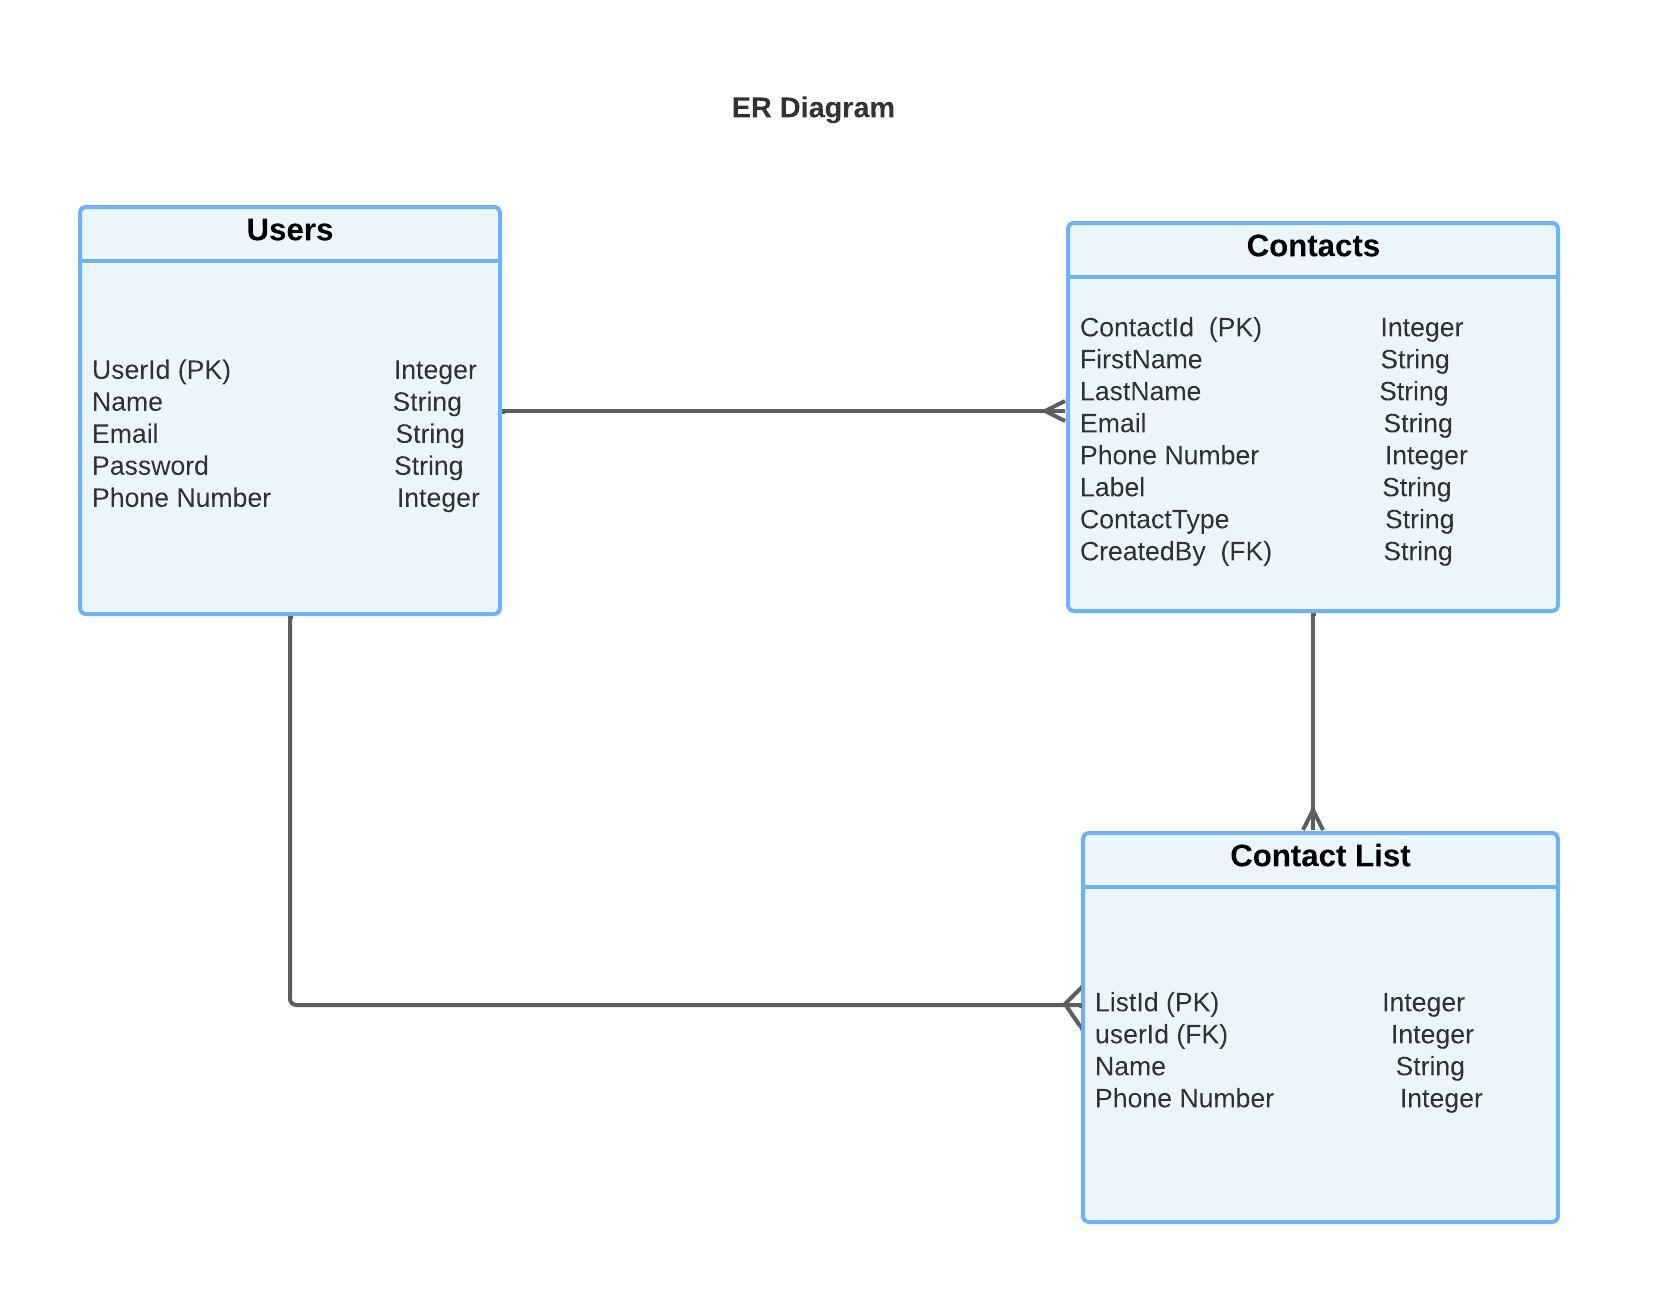 ER Diagram
Users
UserId (PK) Integer
Name String
Email String
Password String
Phone Number Integer
Contacts
ContactId (PK) Integer
FirstName String
LastName String
Email String
Phone Number Integer
Label String
ContactType String
CreatedBy (FK) String
Contact List
ListId (PK) Integer
userId (FK) Integer
Name String
Phone Number Integer